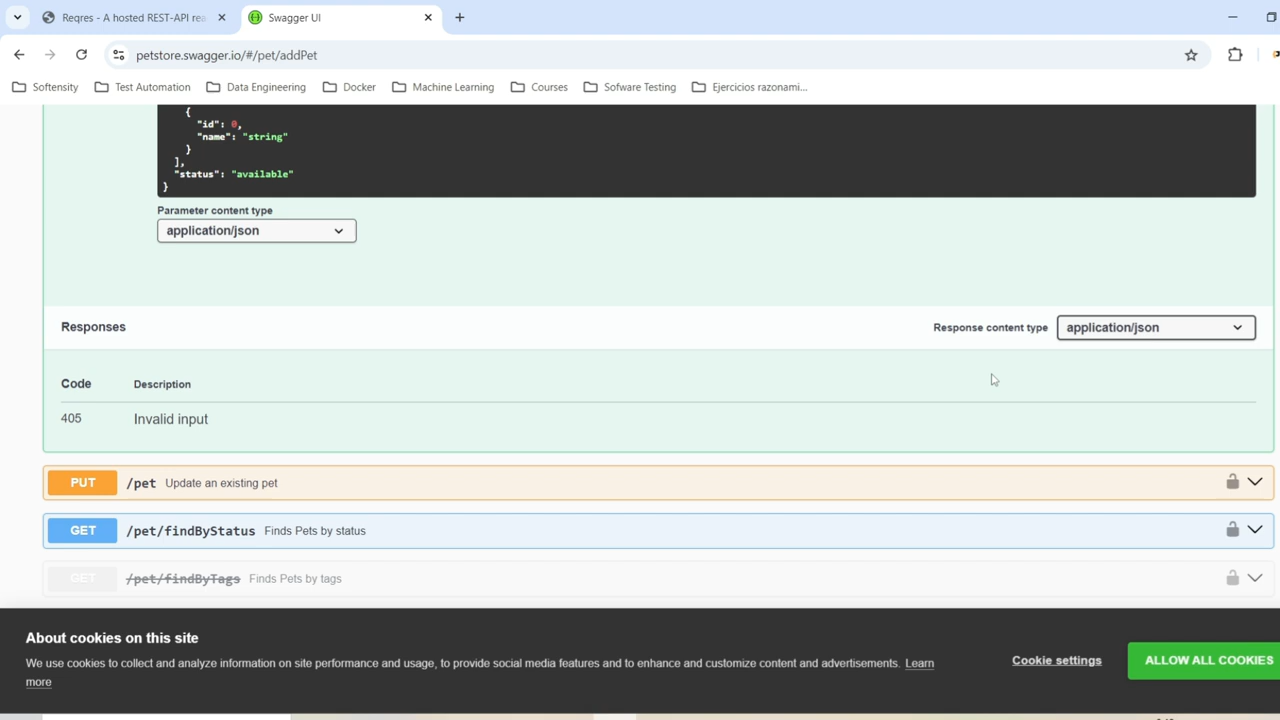 Reqres - A hosted REST-API rea
Swagger UI
petstore.swagger.io/#/pet/addPet
Softensity
Test Automation
Data Engineering
Docker
Machine Learning
Courses
Sofware Testing
Ejercicios razonami...
{
"id": 0,
"name": "string"
}
],
"status": "available"
}
Parameter content type
application/json
Responses
Response content type
application/json
Code
Description
405
Invalid input
PUT
/pet
Update an existing pet
GET
/pet/findByStatus
Finds Pets by status
GET
/pet/findByTags
Finds Pets by tags
About cookies on this site
We use cookies to collect and analyze information on site performance and usage, to provide social media features and to enhance and customize content and advertisements. Learn
more
Cookie settings
ALLOW ALL COOKIES